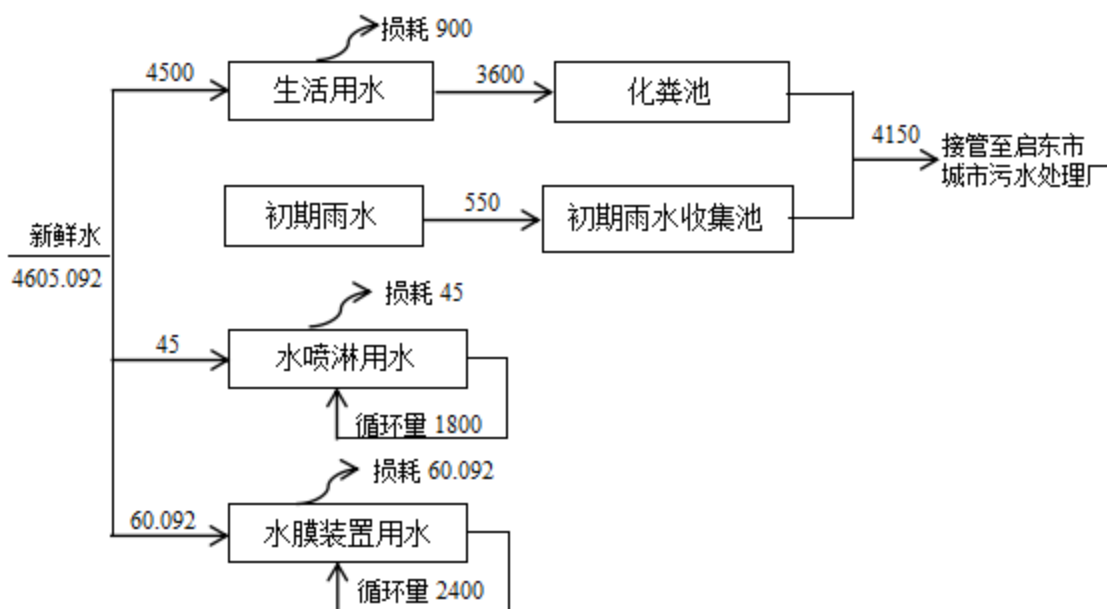 损耗 900
4500
生活用水
3600
化粪池
4150
接管至启东市
城市污水处理厂
初期雨水
550
初期雨水收集池
新鲜水
4605.092
损耗 45
45
水喷淋用水
循环量 1800
损耗 60.092
60.092
水膜装置用水
循环量 2400